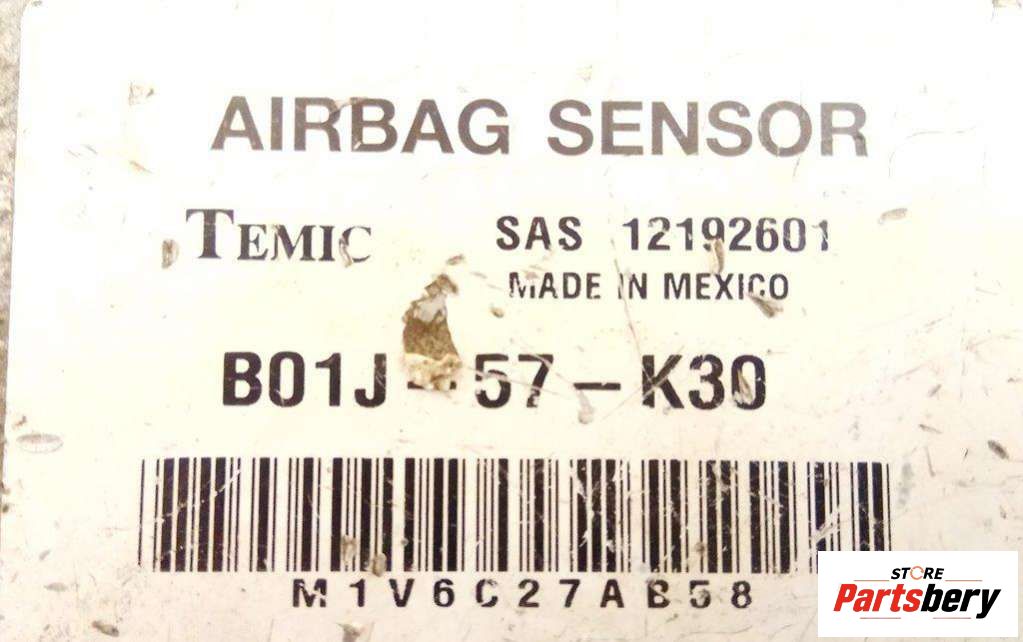 AIRBAG SENSOR
TEMIC SAS 12192601
MADE IN MEXICO
B01J-57-K30
M1V6C27AB58
STORE
Partsbery